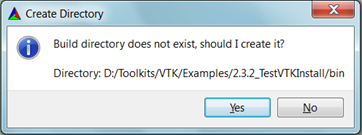 Create Directory
Build directory does not exist, should I create it?
Directory: D:/Toolkits/VTK/Examples/2.3.2_TestVTKInstall/bin
Yes
No